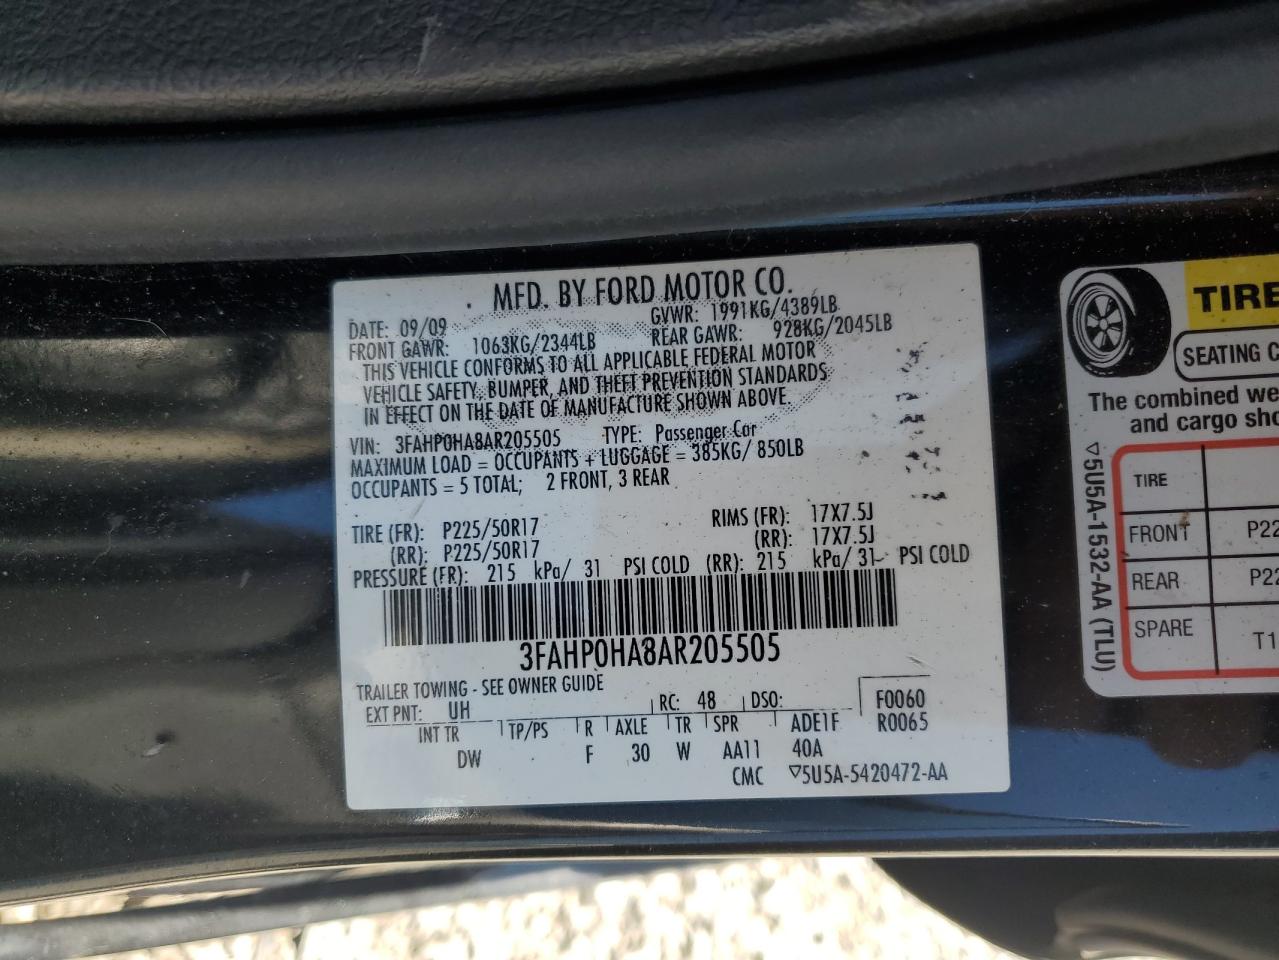 MFD. BY FORD MOTOR CO.
DATE: 09/09 GVWR: 1991KG/4389LB
FRONT GAWR: 1063KG/2344LB REAR GAWR: 928KG/2045LB
THIS VEHICLE CONFORMS TO ALL APPLICABLE FEDERAL MOTOR
VEHICLE SAFETY, BUMPER, AND THEFT PREVENTION STANDARDS
IN EFFECT ON THE DATE OF MANUFACTURE SHOWN ABOVE.
VIN: 3FAHP0HA8AR205505 TYPE: Passenger Car
MAXIMUM LOAD = OCCUPANTS + LUGGAGE = 385KG/ 850LB
OCCUPANTS = 5 TOTAL; 2 FRONT, 3 REAR
TIRE (FR): P225/50R17 RIMS (FR): 17X7.5J
(RR): P225/50R17 (RR): 17X7.5J
PRESSURE (FR): 215 kPa/ 31 PSI COLD (RR): 215 kPa/ 31 PSI COLD
3FAHP0HA8AR205505
TRAILER TOWING - SEE OWNER GUIDE
EXT PNT: UH RC: 48 DSO: F0060
INT TR TP/PS R AXLE TR SPR ADE1F R0065
DW F 30 W AA11 40A
CMC ▽5U5A-5420472-AA
TIRE
SEATING C
The combined we
and cargo sho
▽5U5A-1532-AA (TLU)
TIRE
FRONT P22
REAR P22
SPARE T1